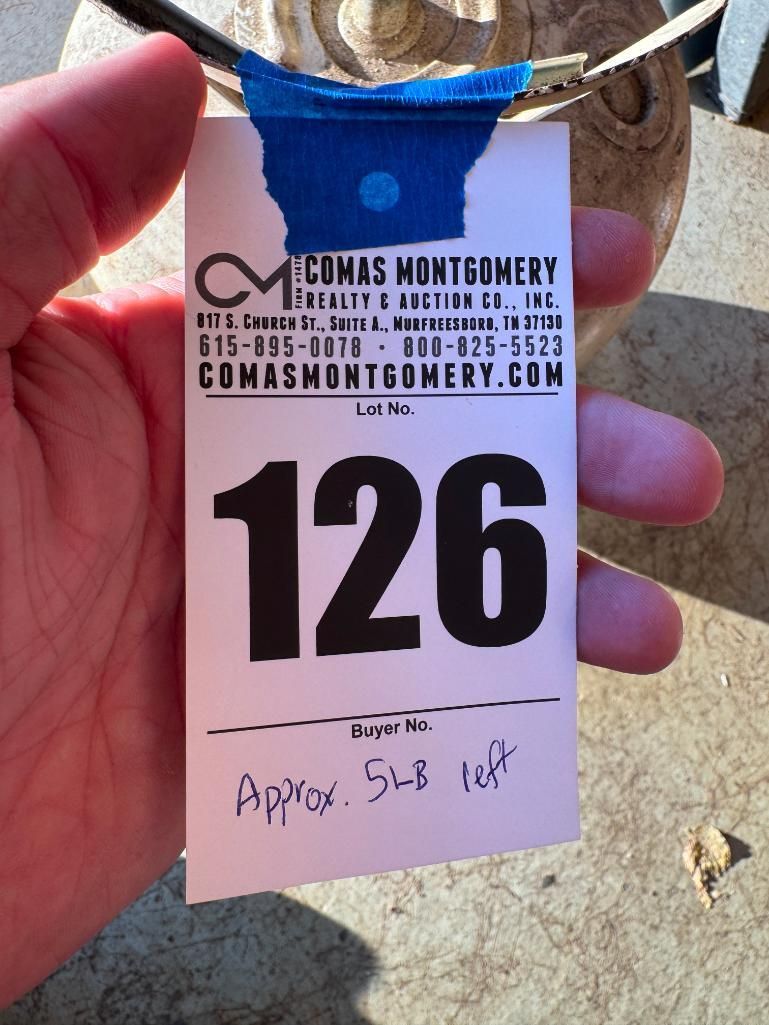 CM FIRM #1478 COMAS MONTGOMERY
REALTY & AUCTION CO., INC.
817 S. CHURCH ST., SUITE A., MURFREESBORO, TN 37130
615-895-0078 · 800-825-5523
COMASMONTGOMERY.COM
Lot No.
126
Buyer No.
Approx. 5LB left